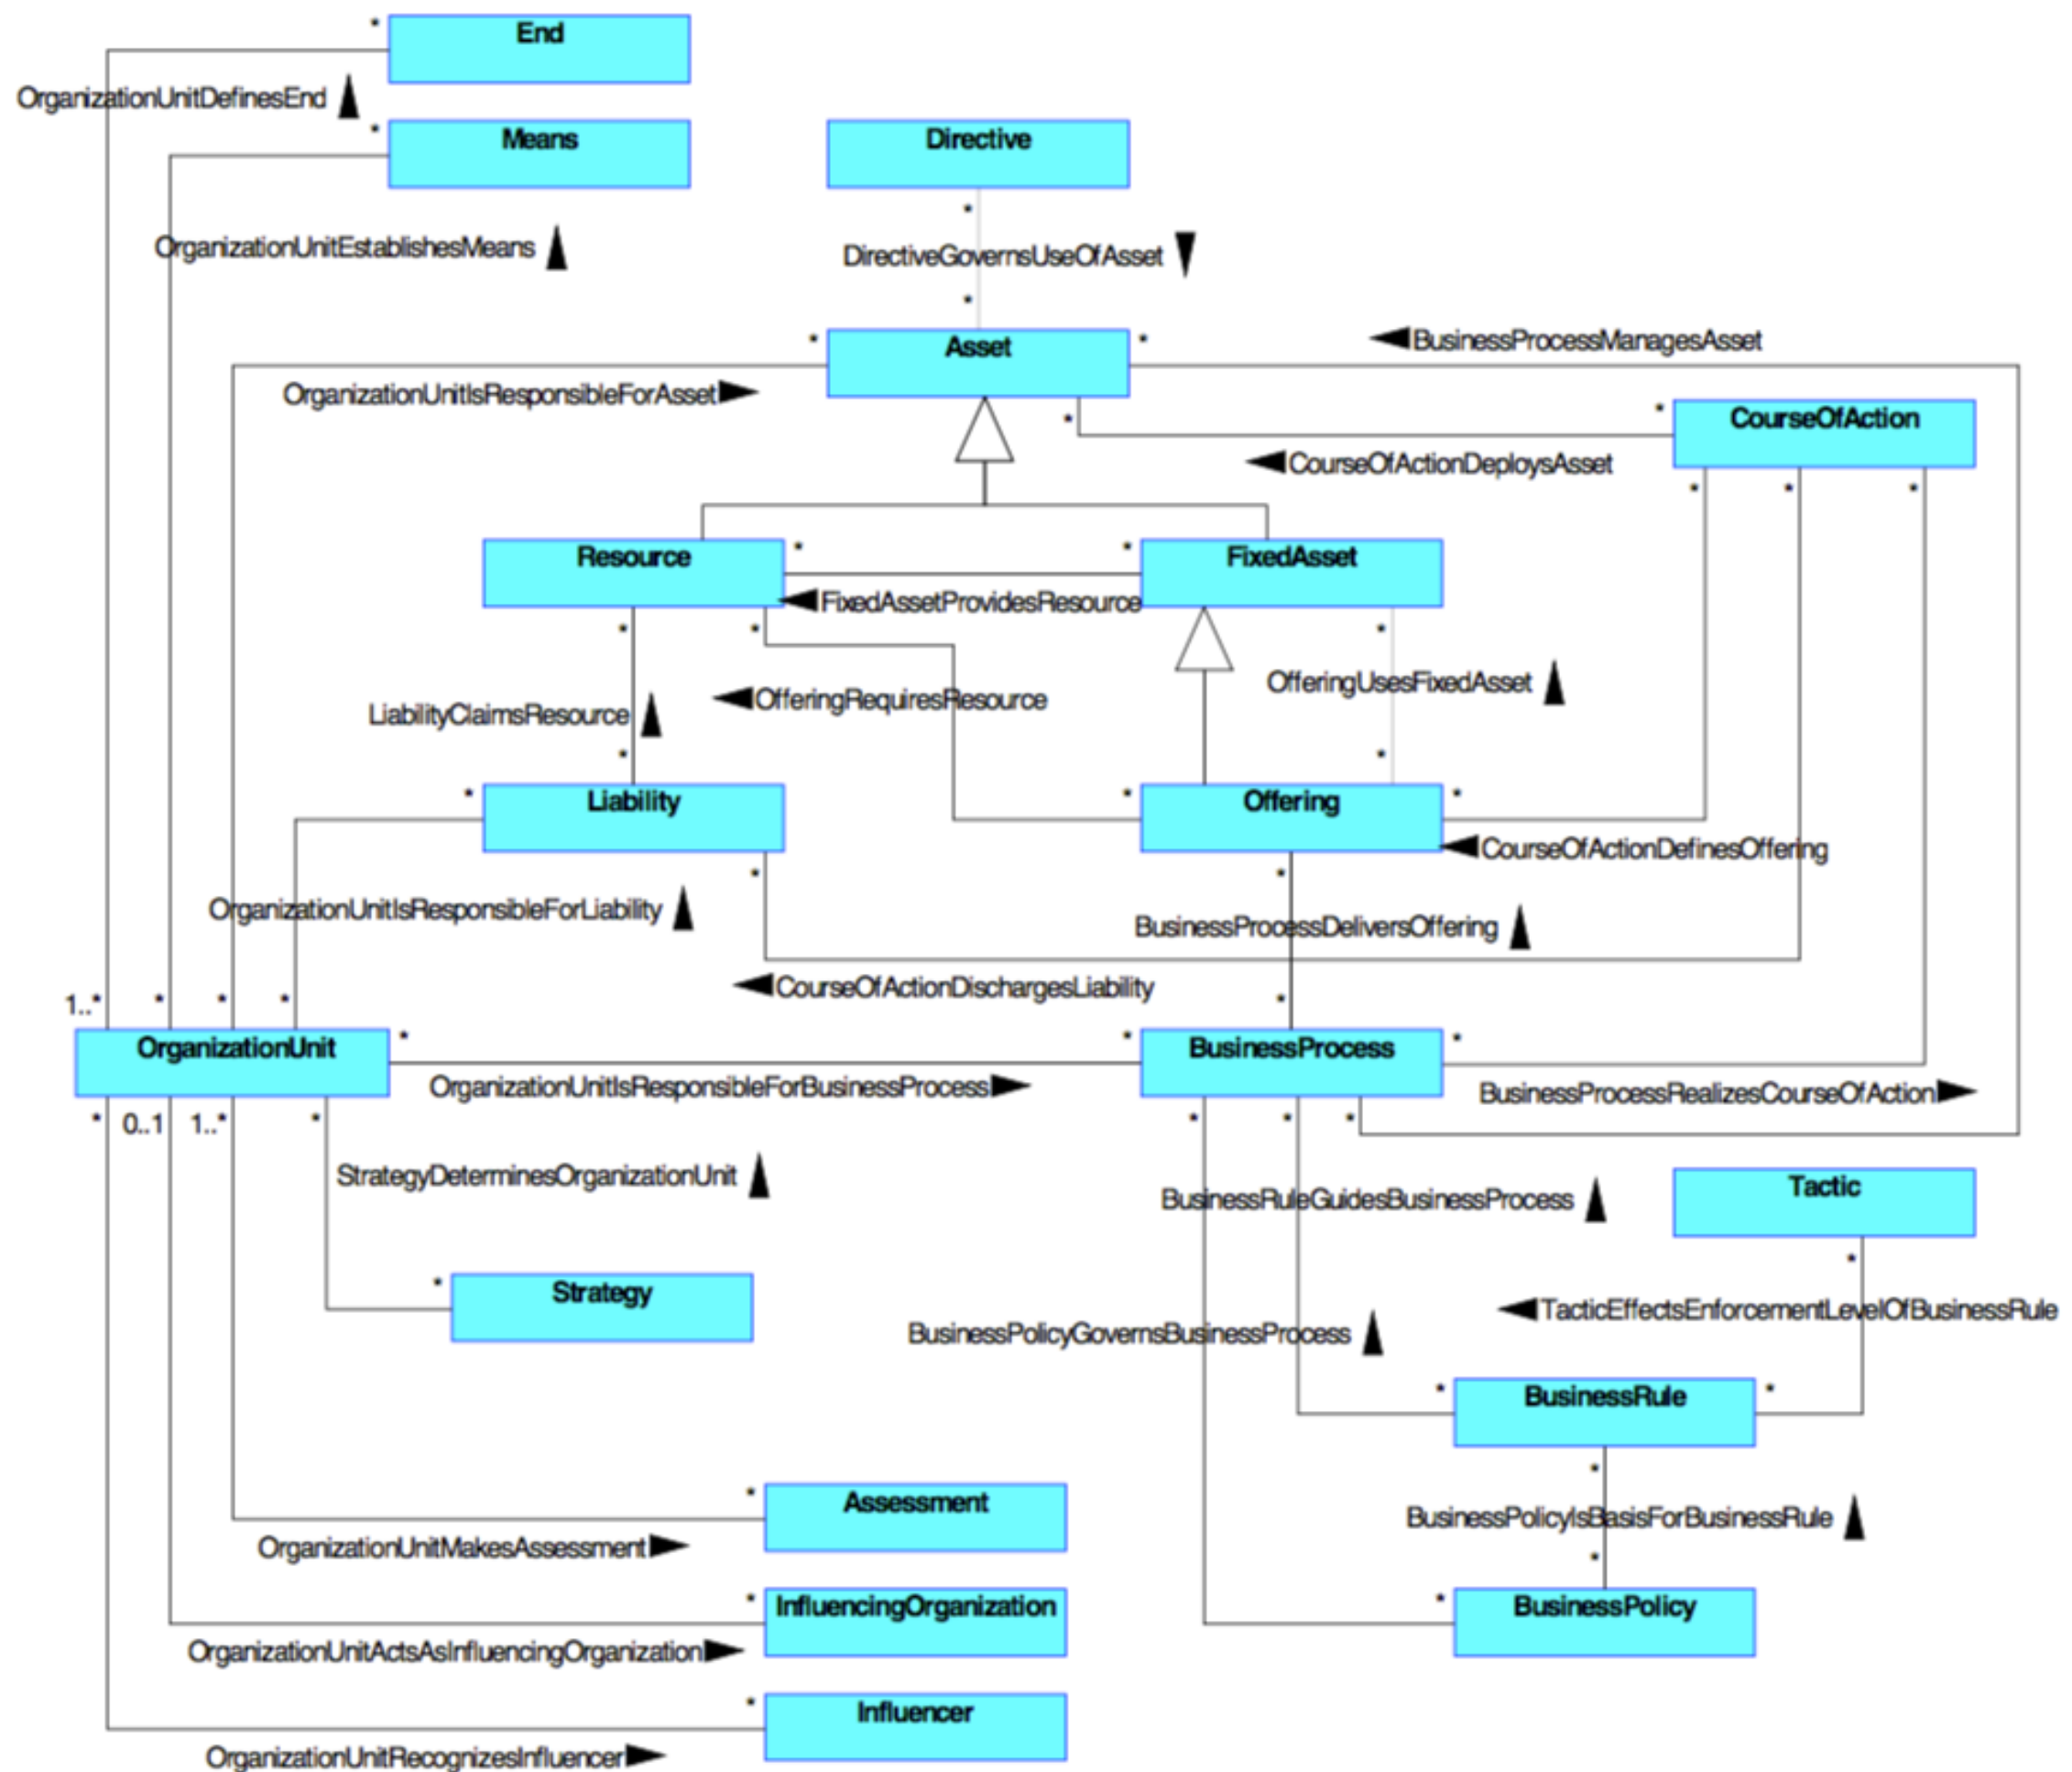 *
End
OrganizationUnitDefinesEnd
*
Means
Directive
OrganizationUnitEstablishesMeans
*
DirectiveGovernsUseOfAsset
*
*
Asset
*
BusinessProcessManagesAsset
OrganizationUnitIsResponsibleForAsset
*
*
CourseOfAction
CourseOfActionDeploysAsset
*
*
*
Resource
*
*
FixedAsset
FixedAssetProvidesResource
*
*
*
OfferingUsesFixedAsset
OfferingRequiresResource
LiabilityClaimsResource
*
*
*
Liability
*
Offering
*
CourseOfActionDefinesOffering
*
*
OrganizationUnitIsResponsibleForLiability
BusinessProcessDeliversOffering
CourseOfActionDischargesLiability
1..*
*
*
*
*
OrganizationUnit
*
*
BusinessProcess
*
OrganizationUnitIsResponsibleForBusinessProcess
BusinessProcessRealizesCourseOfAction
*
0..1
1..*
*
*
*
*
StrategyDeterminesOrganizationUnit
BusinessRuleGuidesBusinessProcess
Tactic
*
*
Strategy
TacticEffectsEnforcementLevelOfBusinessRule
BusinessPolicyGovernsBusinessProcess
*
BusinessRule
*
*
*
Assessment
BusinessPolicyIsBasisForBusinessRule
OrganizationUnitMakesAssessment
*
*
InfluencingOrganization
*
BusinessPolicy
OrganizationUnitActsAsInfluencingOrganization
*
Influencer
OrganizationUnitRecognizesInfluencer